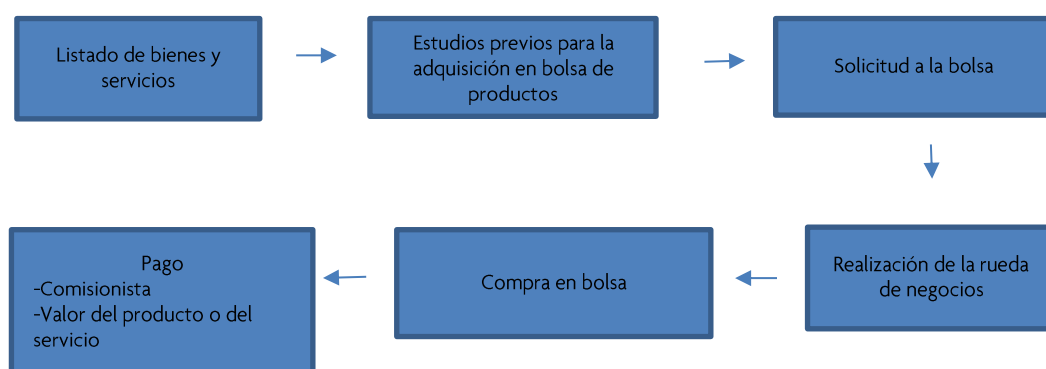 Listado de bienes y
servicios
Estudios previos para la
adquisición en bolsa de
productos
Solicitud a la bolsa
Realización de la rueda
de negocios
Compra en bolsa
Pago
-Comisionista
-Valor del producto o del
servicio